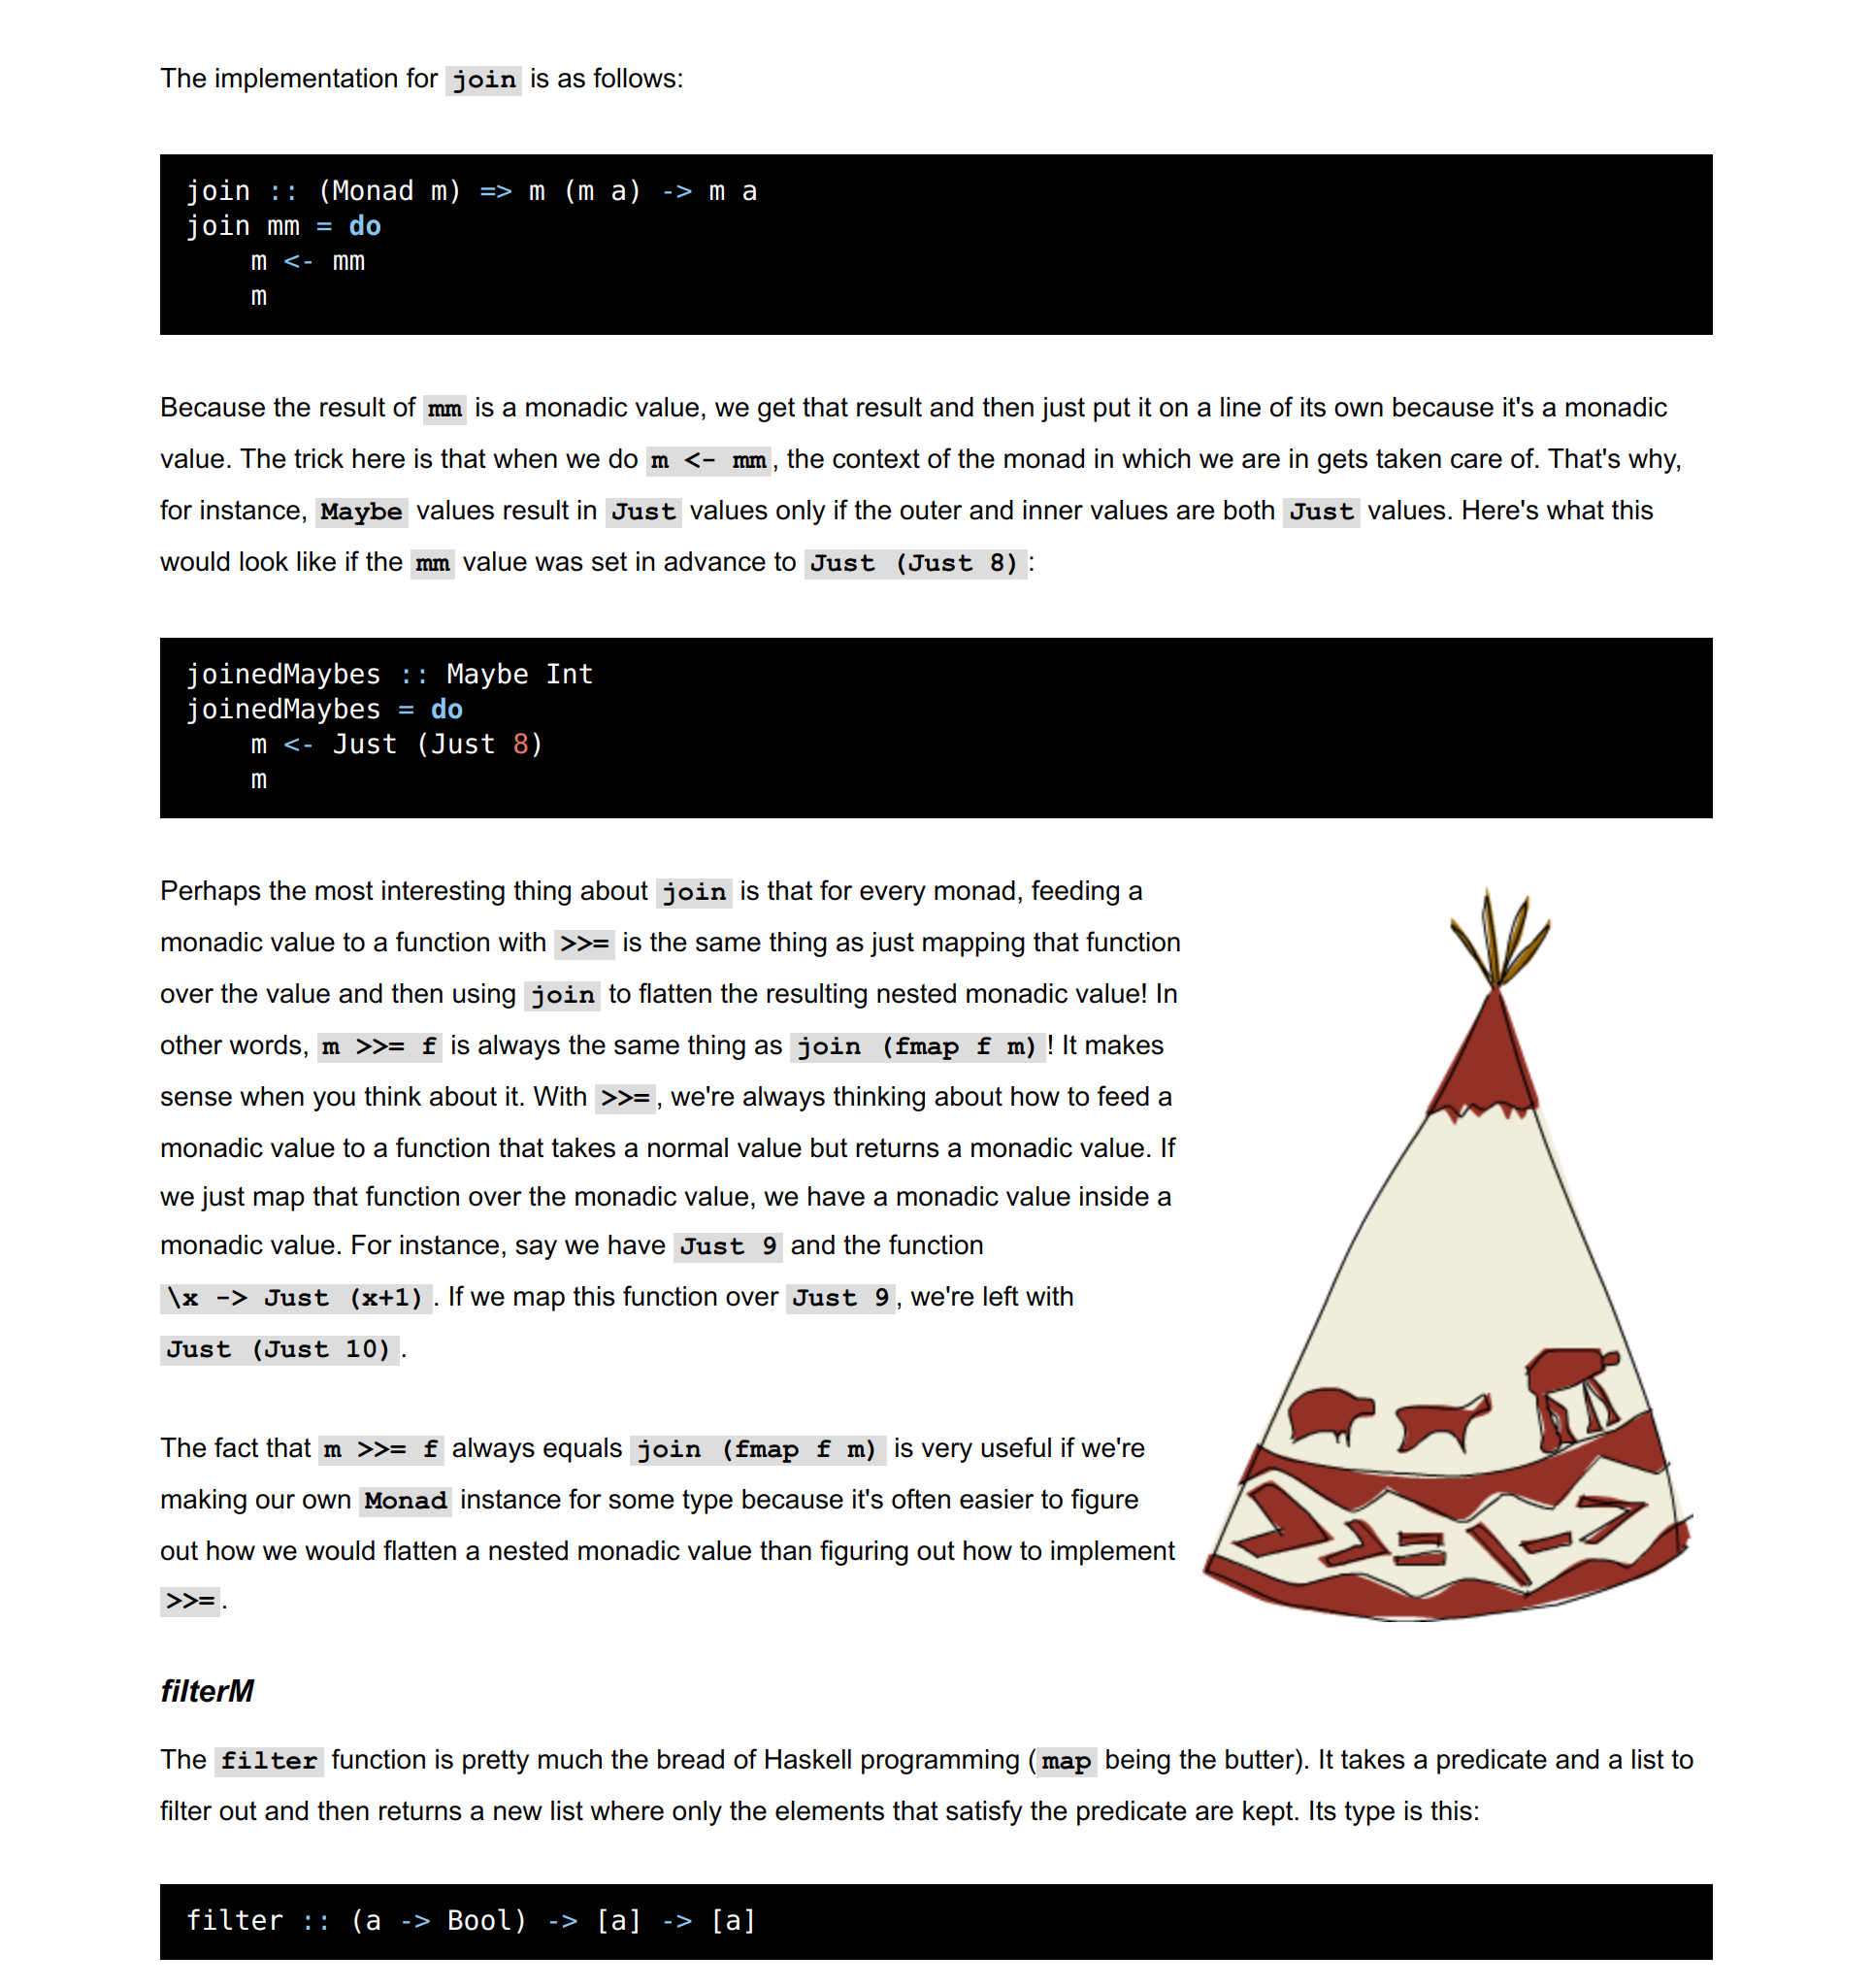 The implementation for join is as follows:
join :: (Monad m) => m (m a) -> m a
join mm = do
    m <- mm
    m
Because the result of mm is a monadic value, we get that result and then just put it on a line of its own because it's a monadic
value. The trick here is that when we do m <- mm, the context of the monad in which we are in gets taken care of. That's why,
for instance, Maybe values result in Just values only if the outer and inner values are both Just values. Here's what this
would look like if the mm value was set in advance to Just (Just 8):
joinedMaybes :: Maybe Int
joinedMaybes = do
    m <- Just (Just 8)
    m
Perhaps the most interesting thing about join is that for every monad, feeding a
monadic value to a function with >>= is the same thing as just mapping that function
over the value and then using join to flatten the resulting nested monadic value! In
other words, m >>= f is always the same thing as join (fmap f m)! It makes
sense when you think about it. With >>=, we're always thinking about how to feed a
monadic value to a function that takes a normal value but returns a monadic value. If
we just map that function over the monadic value, we have a monadic value inside a
monadic value. For instance, say we have Just 9 and the function
\x -> Just (x+1). If we map this function over Just 9, we're left with
Just (Just 10).
The fact that m >>= f always equals join (fmap f m) is very useful if we're
making our own Monad instance for some type because it's often easier to figure
out how we would flatten a nested monadic value than figuring out how to implement
>>=.
>>=\->
filterM
The filter function is pretty much the bread of Haskell programming (map being the butter). It takes a predicate and a list to
filter out and then returns a new list where only the elements that satisfy the predicate are kept. Its type is this:
filter :: (a -> Bool) -> [a] -> [a]